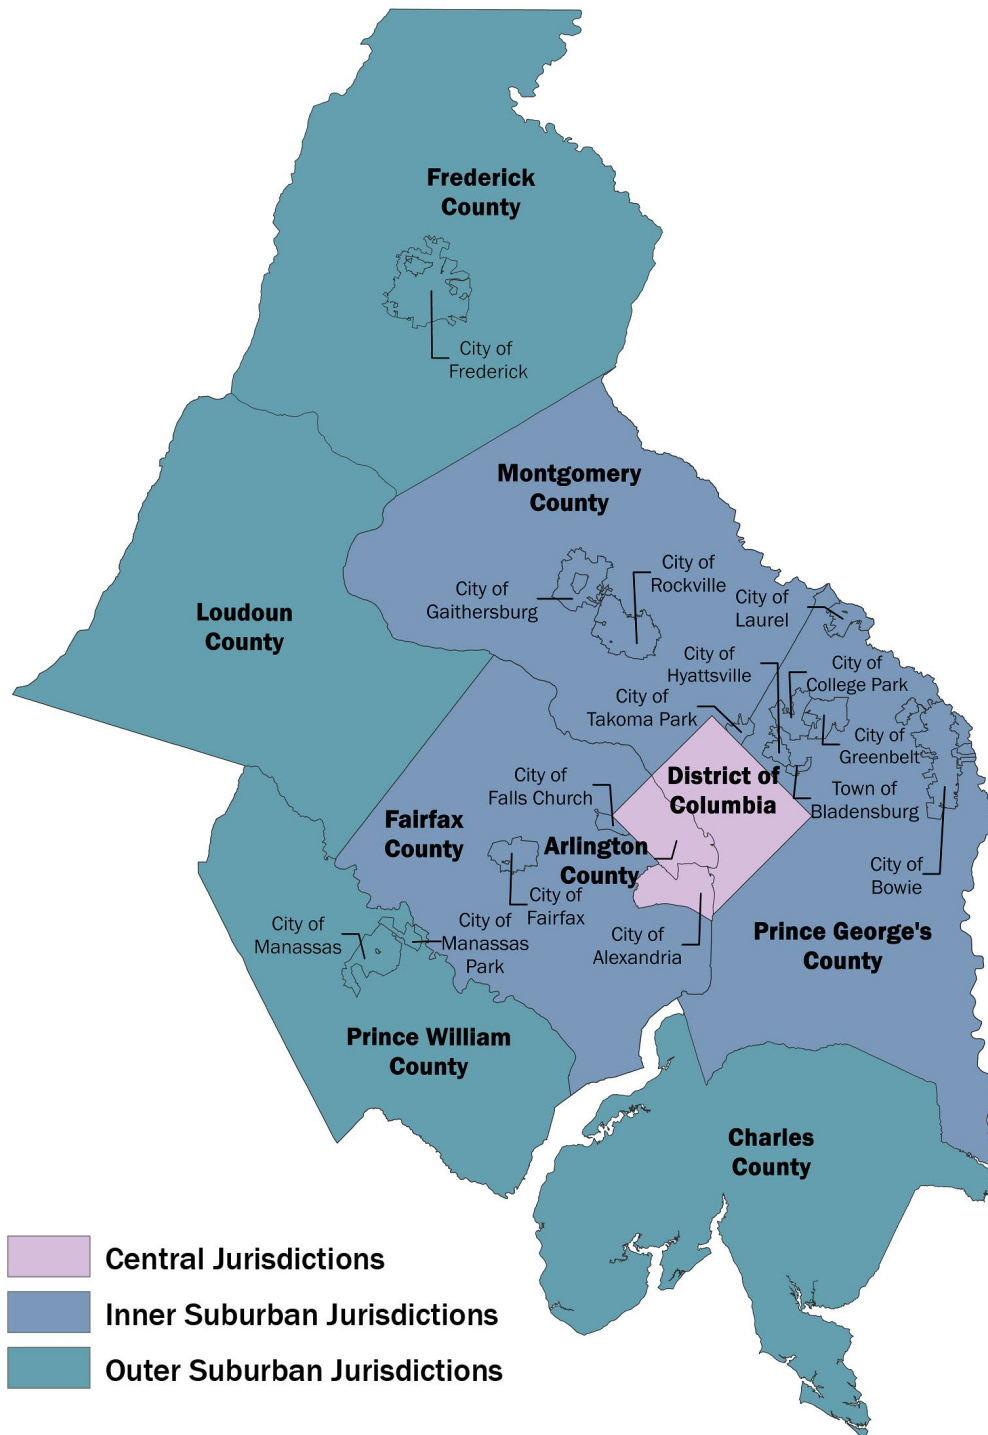 Frederick
County
City of
Frederick
Montgomery
County
City of
Rockville
City of
Gaithersburg
City of
Laurel
Loudoun
County
City of
Hyattsville
City of
College Park
City of
Takoma Park
City of
Greenbelt
District of
Columbia
City of
Falls Church
Town of
Bladensburg
Fairfax
County
Arlington
County
City of
Bowie
City of
Fairfax
City of
Manassas
City of
Manassas
Park
City of
Alexandria
Prince George's
County
Prince William
County
Charles
County
Central Jurisdictions
Inner Suburban Jurisdictions
Outer Suburban Jurisdictions